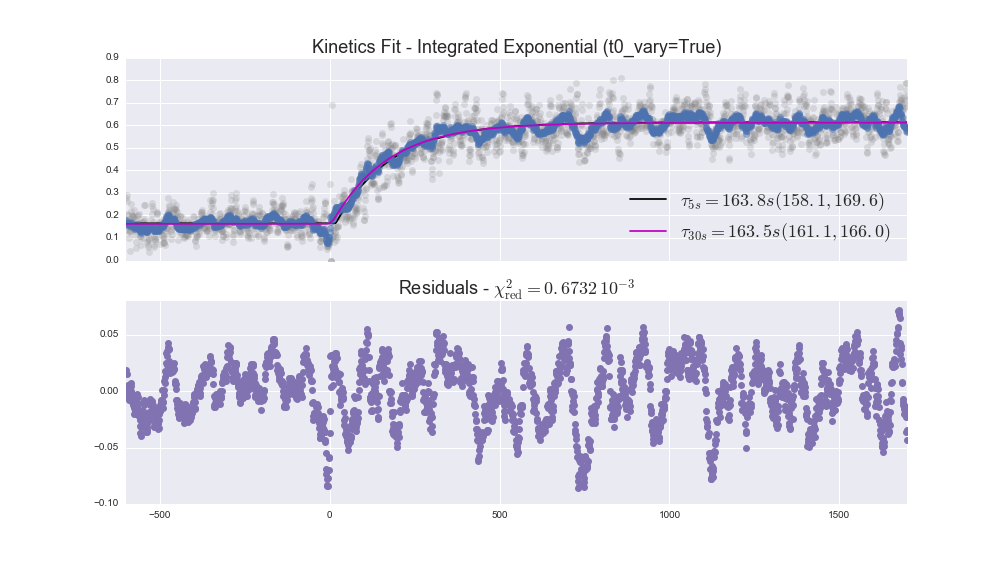 Kinetics Fit - Integrated Exponential (t0_vary=True)
0.9
0.8
0.7
0.6
0.5
0.4
0.3
0.2
0.1
0.0
τ5s = 163.8s(158.1, 169.6)
τ30s = 163.5s(161.1, 166.0)
Residuals - χ²red = 0.6732 10⁻³
0.05
0.00
−0.05
−0.10
−500 0 500 1000 1500